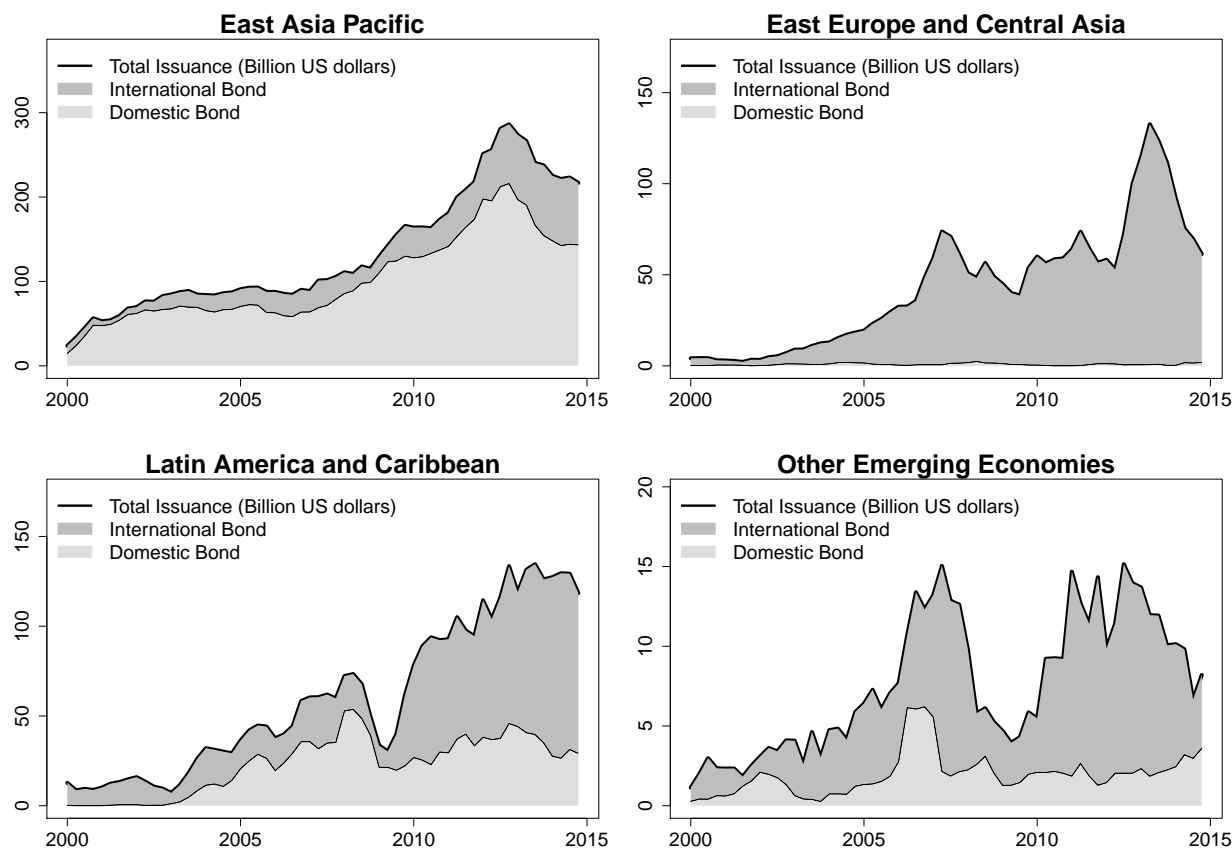 East Asia Pacific
Total Issuance (Billion US dollars)
International Bond
Domestic Bond
300
200
100
0
2000 2005 2010 2015
East Europe and Central Asia
Total Issuance (Billion US dollars)
International Bond
Domestic Bond
150
100
50
0
2000 2005 2010 2015
Latin America and Caribbean
Total Issuance (Billion US dollars)
International Bond
Domestic Bond
150
100
50
0
2000 2005 2010 2015
Other Emerging Economies
Total Issuance (Billion US dollars)
International Bond
Domestic Bond
20
15
10
5
0
2000 2005 2010 2015